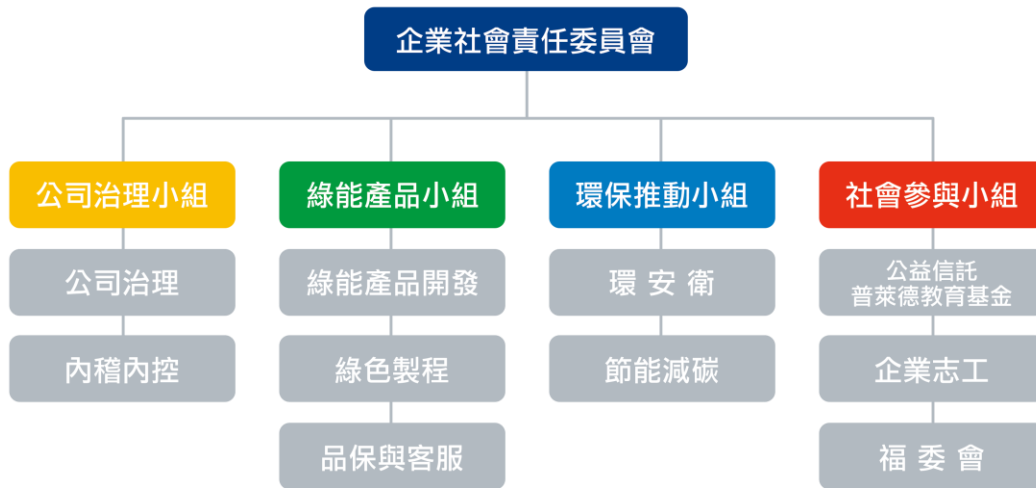 企業社會責任委員會
公司治理小組
綠能產品小組
環保推動小組
社會參與小組
公司治理
綠能產品開發
環安衛
公益信託
普萊德教育基金
內稽內控
綠色製程
節能減碳
企業志工
品保與客服
福委會